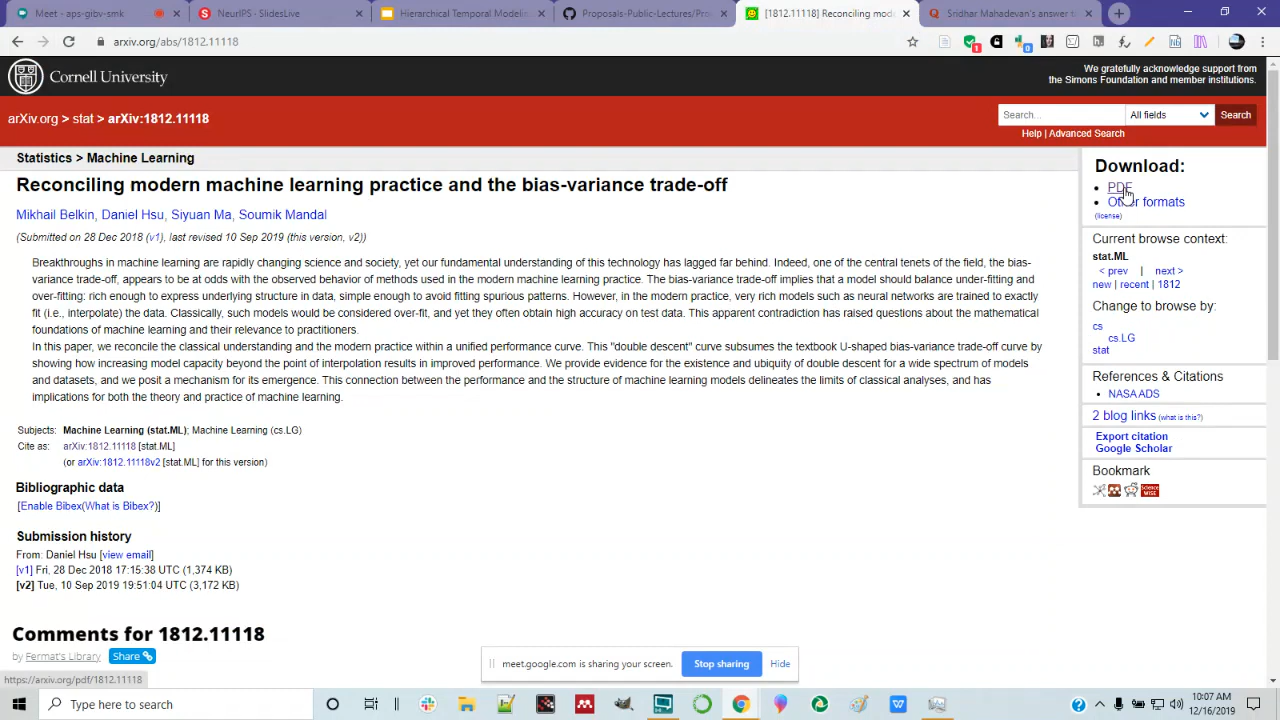 Meet - aps-gibv-smk
NeurIPS - SlidesLive
Hierarchical Temporal Modelin
Proposals-Public-Lectures/Pro
[1812.11118] Reconciling mode
Sridhar Mahadevan's answer to
arxiv.org/abs/1812.11118
Cornell University
We gratefully acknowledge support from
the Simons Foundation and member institutions.
arXiv.org > stat > arXiv:1812.11118
Search...
All fields
Search
Help | Advanced Search
Statistics > Machine Learning
Reconciling modern machine learning practice and the bias-variance trade-off
Mikhail Belkin, Daniel Hsu, Siyuan Ma, Soumik Mandal
(Submitted on 28 Dec 2018 (v1), last revised 10 Sep 2019 (this version, v2))
Breakthroughs in machine learning are rapidly changing science and society, yet our fundamental understanding of this technology has lagged far behind. Indeed, one of the central tenets of the field, the bias-
variance trade-off, appears to be at odds with the observed behavior of methods used in the modern machine learning practice. The bias-variance trade-off implies that a model should balance under-fitting and
over-fitting: rich enough to express underlying structure in data, simple enough to avoid fitting spurious patterns. However, in the modern practice, very rich models such as neural networks are trained to exactly
fit (i.e., interpolate) the data. Classically, such models would be considered over-fit, and yet they often obtain high accuracy on test data. This apparent contradiction has raised questions about the mathematical
foundations of machine learning and their relevance to practitioners.
In this paper, we reconcile the classical understanding and the modern practice within a unified performance curve. This "double descent" curve subsumes the textbook U-shaped bias-variance trade-off curve by
showing how increasing model capacity beyond the point of interpolation results in improved performance. We provide evidence for the existence and ubiquity of double descent for a wide spectrum of models
and datasets, and we posit a mechanism for its emergence. This connection between the performance and the structure of machine learning models delineates the limits of classical analyses, and has
implications for both the theory and practice of machine learning.
Subjects: Machine Learning (stat.ML); Machine Learning (cs.LG)
Cite as: arXiv:1812.11118 [stat.ML]
(or arXiv:1812.11118v2 [stat.ML] for this version)
Bibliographic data
[Enable Bibex(What is Bibex?)]
Submission history
From: Daniel Hsu [view email]
[v1] Fri, 28 Dec 2018 17:15:38 UTC (1,374 KB)
[v2] Tue, 10 Sep 2019 19:51:04 UTC (3,172 KB)
Comments for 1812.11118
by Fermat's Library Share
Download:
PDF
Other formats
(license)
Current browse context:
stat.ML
< prev | next >
new | recent | 1812
Change to browse by:
cs
cs.LG
stat
References & Citations
NASA ADS
2 blog links (what is this?)
Export citation
Google Scholar
Bookmark
meet.google.com is sharing your screen.
Stop sharing
Hide
https://arxiv.org/pdf/1812.11118
Type here to search
10:07 AM
12/16/2019